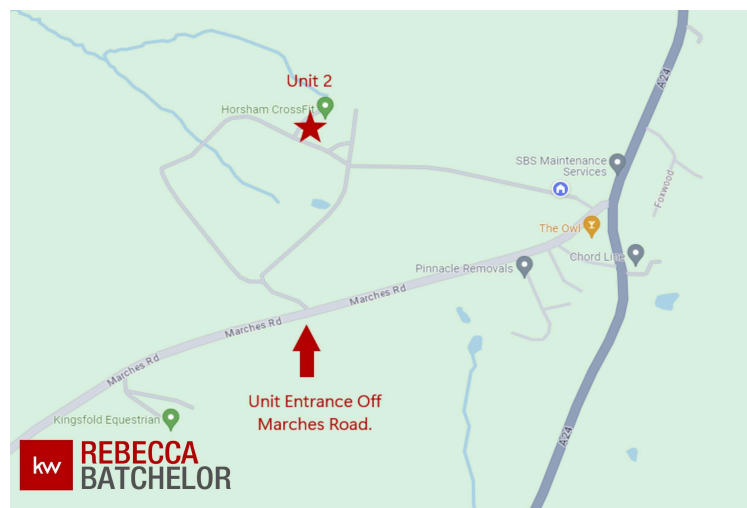 A24
Unit 2
Horsham CrossFit
SBS Maintenance
Services
Foxwood
The Owl
Chord Line
Pinnacle Removals
Marches Rd
Marches Rd
Marches Rd
Unit Entrance Off
Marches Road.
Kingsfold Equestrian
A24
kw
REBECCA
BATCHELOR